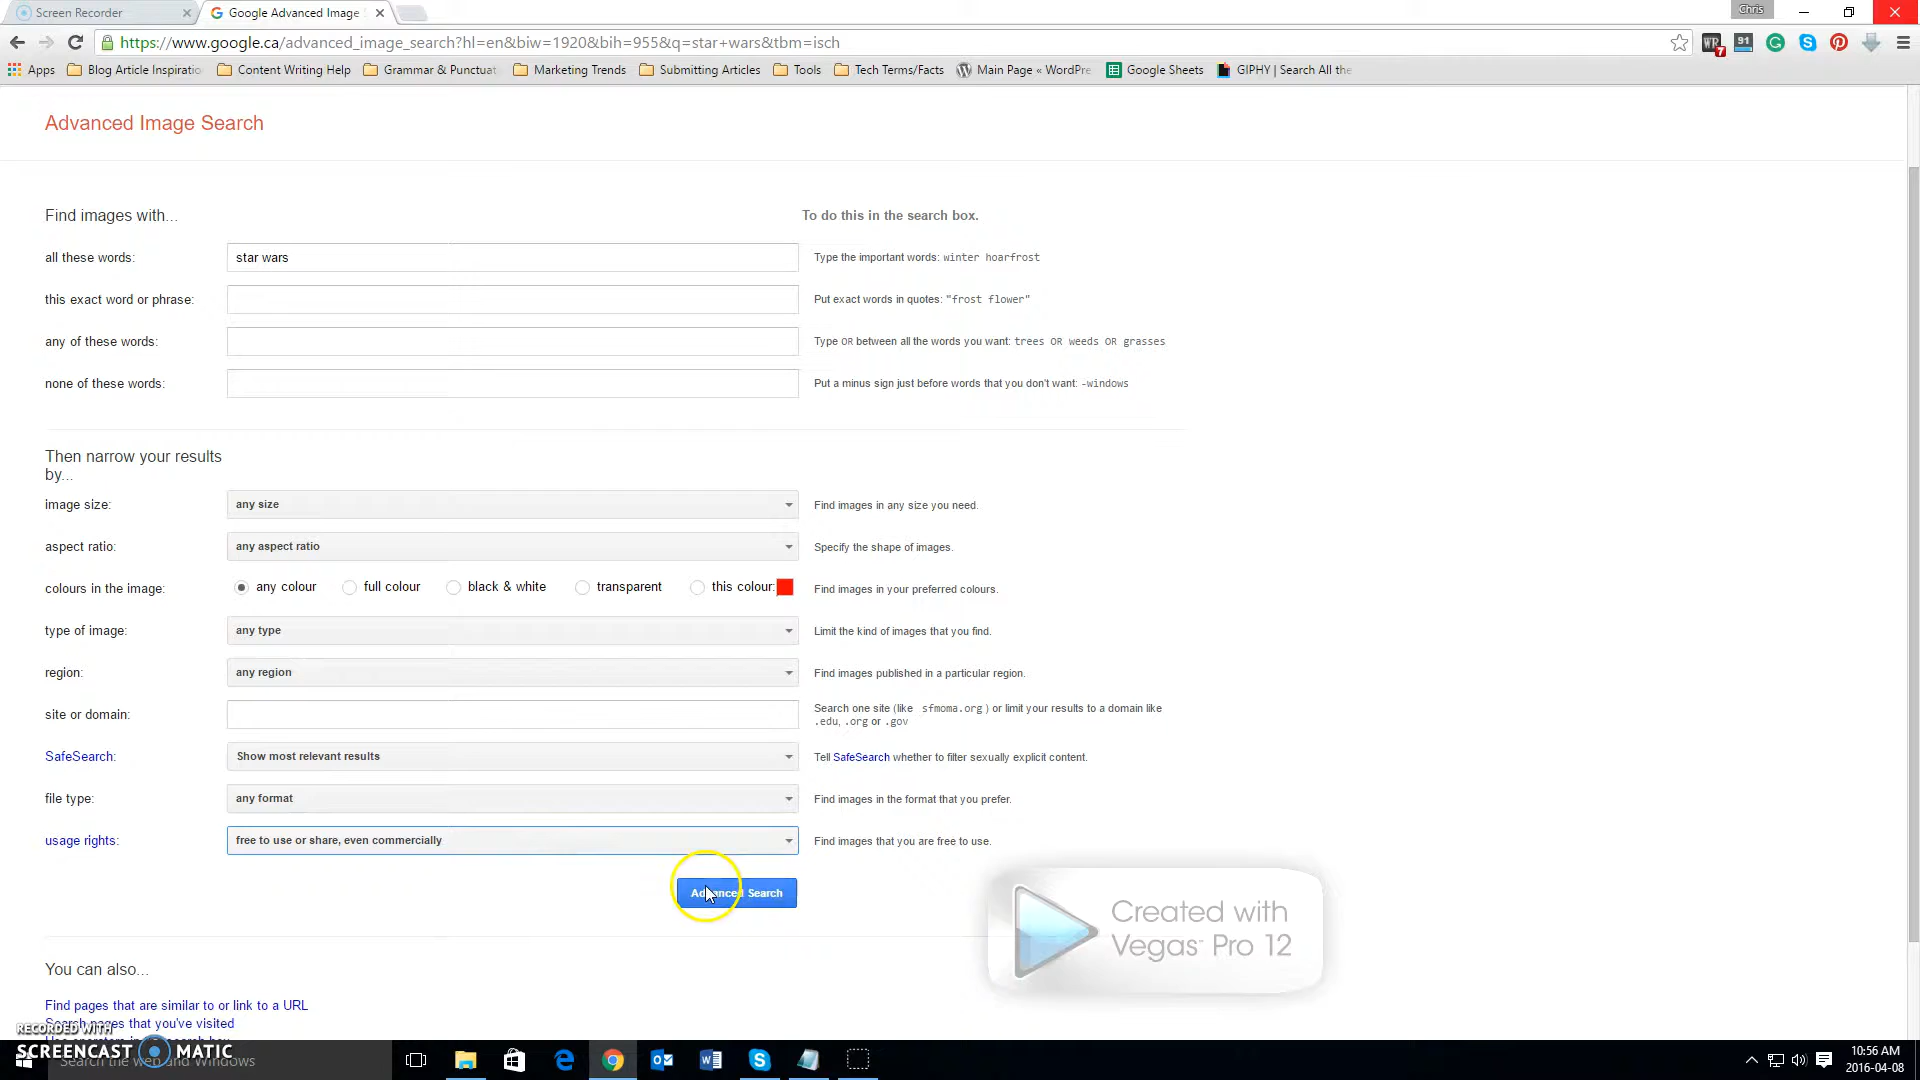 Screen Recorder
Google Advanced Image
Chris
https://www.google.ca/advanced_image_search?hl=en&biw=1920&bih=955&q=star+wars&tbm=isch
7
91
Apps Blog Article Inspiratio Content Writing Help Grammar & Punctuat Marketing Trends Submitting Articles Tools Tech Terms/Facts Main Page « WordPre Google Sheets GIPHY | Search All the
Advanced Image Search
Find images with... To do this in the search box.
all these words: star wars Type the important words: winter hoarfrost
this exact word or phrase: Put exact words in quotes: "frost flower"
any of these words: Type OR between all the words you want: trees OR weeds OR grasses
none of these words: Put a minus sign just before words that you don't want: -windows
Then narrow your results
by...
image size: any size Find images in any size you need.
aspect ratio: any aspect ratio Specify the shape of images.
colours in the image: any colour full colour black & white transparent this colour: Find images in your preferred colours.
type of image: any type Limit the kind of images that you find.
region: any region Find images published in a particular region.
site or domain: Search one site (like sfmoma.org ) or limit your results to a domain like
.edu, .org or .gov
SafeSearch: Show most relevant results Tell SafeSearch whether to filter sexually explicit content.
file type: any format Find images in the format that you prefer.
usage rights: free to use or share, even commercially Find images that you are free to use.
Advanced Search
Created with
Vegas™ Pro 12
You can also...
Find pages that are similar to or link to a URL
Search pages that you've visited
RECORDED WITH
SCREENCAST MATIC
Search the web and Windows
10:56 AM
2016-04-08